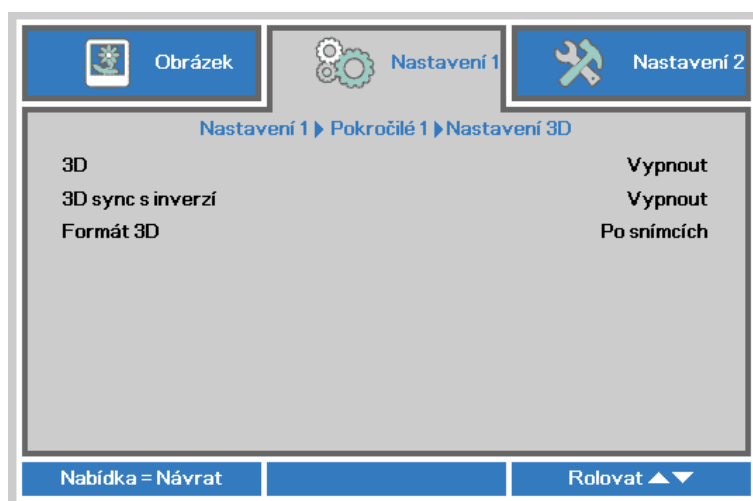 Obrázek
Nastavení 1
Nastavení 2
Nastavení 1 ▶ Pokročilé 1 ▶ Nastavení 3D
3D Vypnout
3D sync s inverzí Vypnout
Formát 3D Po snímcích
Nabídka = Návrat
Rolovat ▲▼